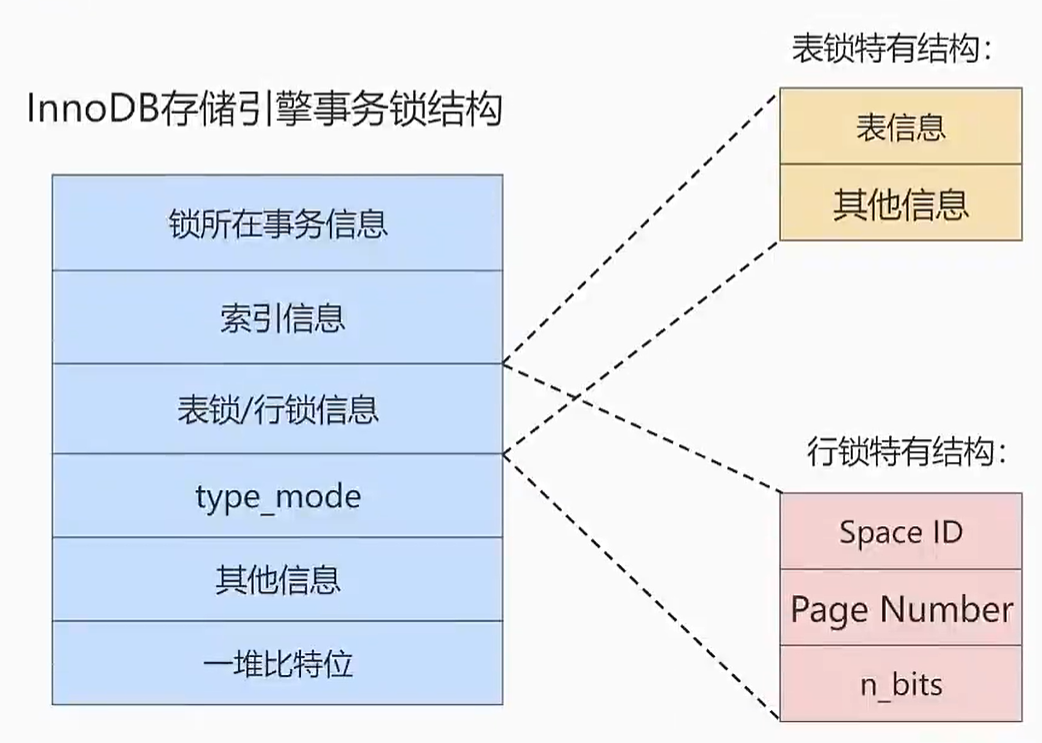 InnoDB存储引擎事务锁结构
锁所在事务信息
索引信息
表锁/行锁信息
type_mode
其他信息
一堆比特位
表锁特有结构：
表信息
其他信息
行锁特有结构：
Space ID
Page Number
n_bits